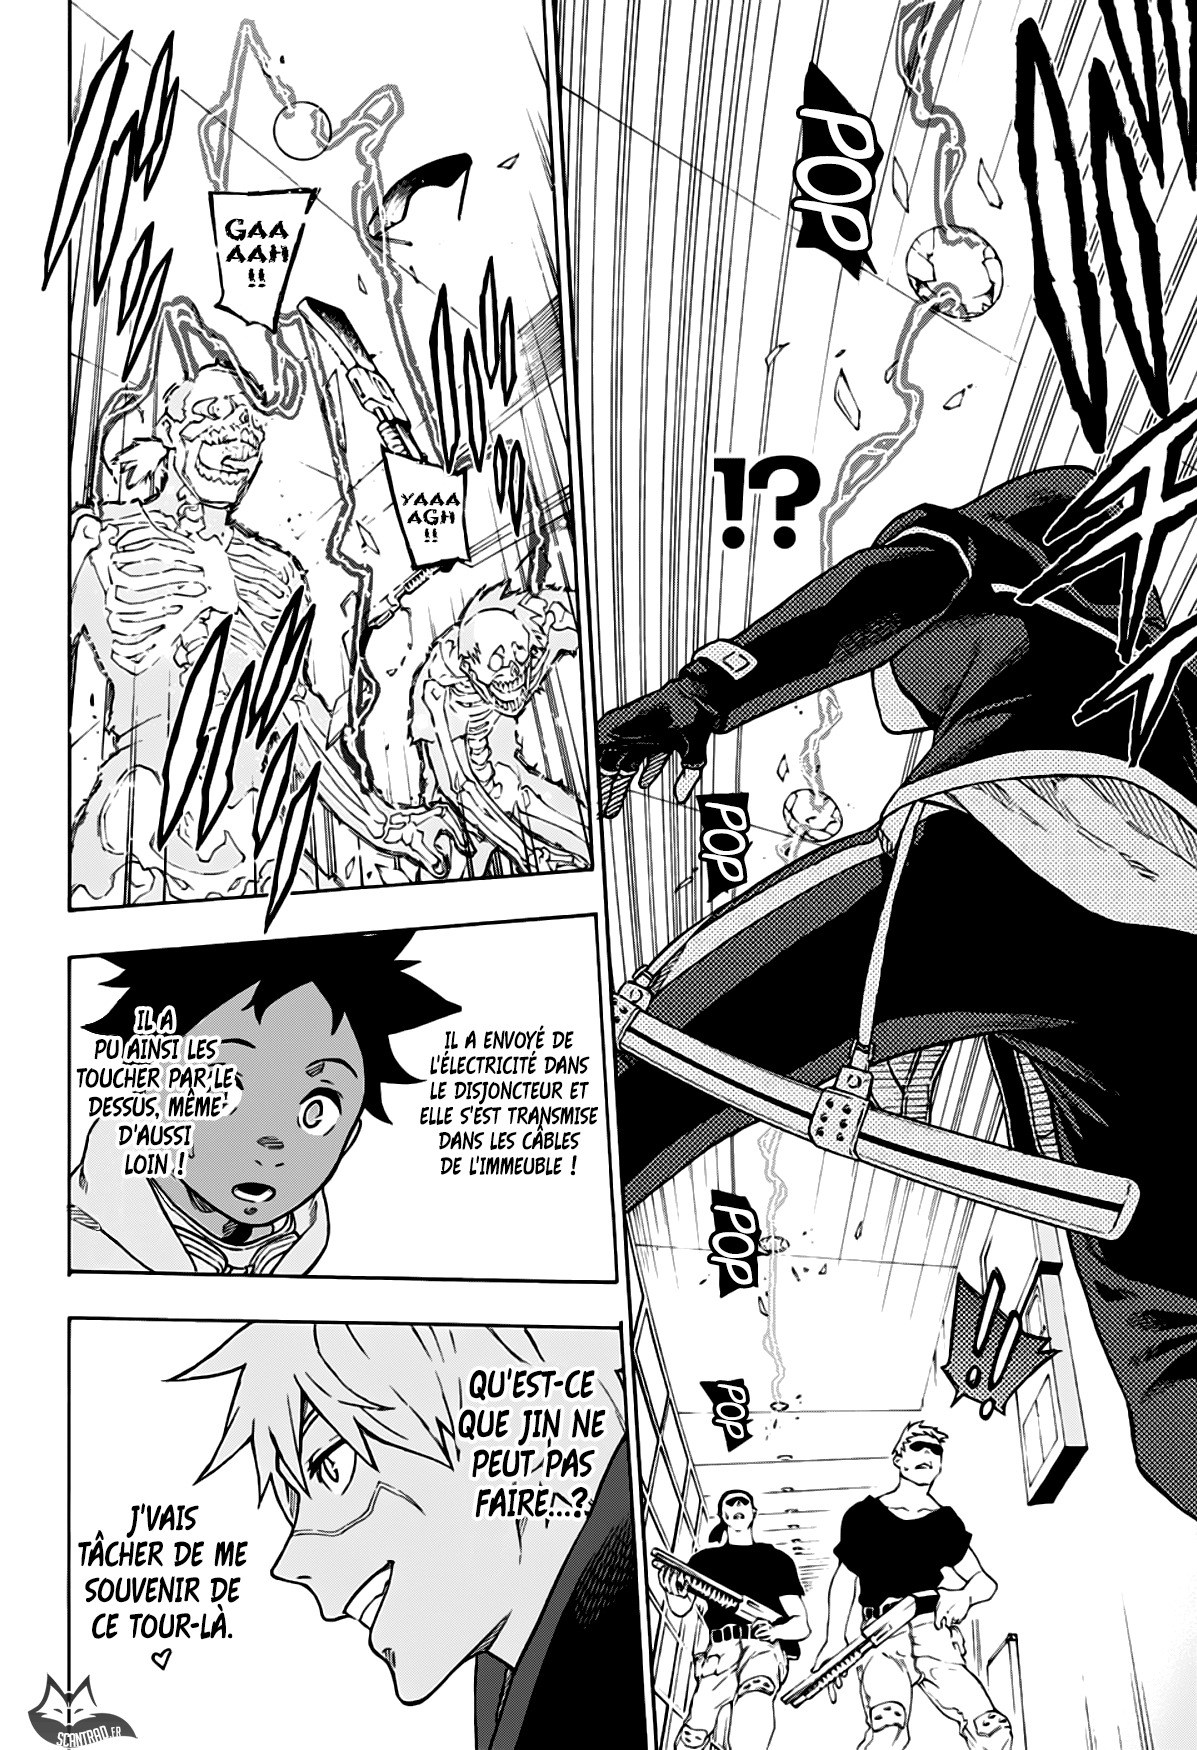 POP
!?
POP
POP
!!
POP
GAA
AAH
!!
YAAA
AGH
!!
IL A ENVOYÉ DE
L'ÉLECTRICITÉ DANS
LE DISJONCTEUR ET
ELLE S'EST TRANSMISE
DANS LES CÂBLES
DE L'IMMEUBLE !
IL A
PU AINSI LES
TOUCHER PAR LE
DESSUS, MÊME
D'AUSSI
LOIN !
QU'EST-CE
QUE JIN NE
PEUT PAS
FAIRE...?
J'VAIS
TÂCHER DE ME
SOUVENIR DE
CE TOUR-LÀ.
♡
SCANTRAD.FR